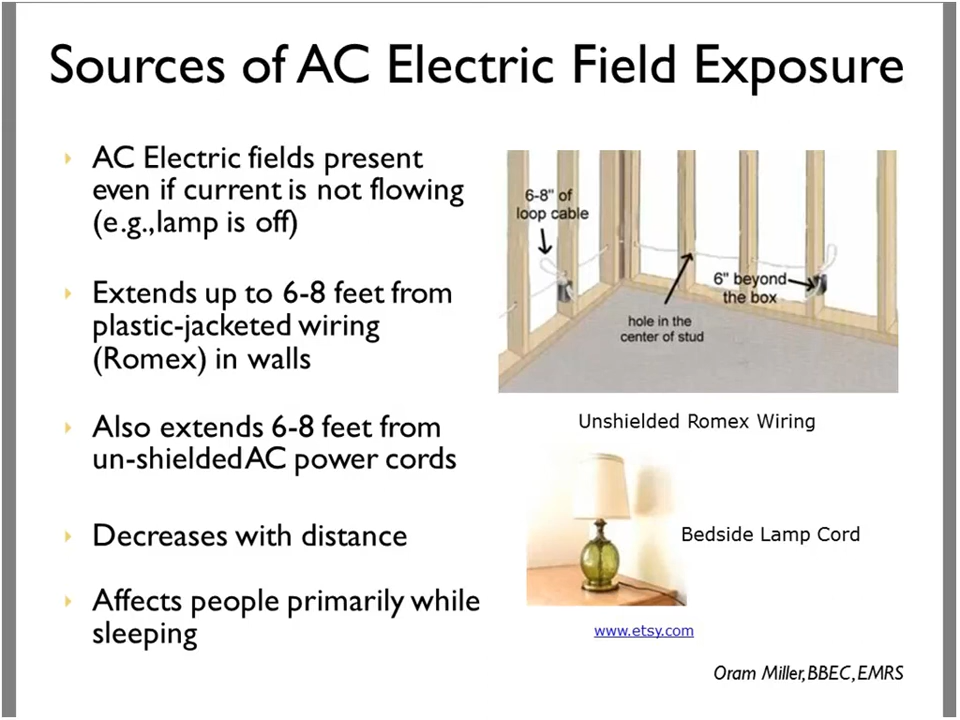 Sources of AC Electric Field Exposure
AC Electric fields present
even if current is not flowing
(e.g.,lamp is off)
Extends up to 6-8 feet from
plastic-jacketed wiring
(Romex) in walls
Also extends 6-8 feet from
un-shielded AC power cords
Decreases with distance
Affects people primarily while
sleeping
6-8" of
loop cable
6" beyond
the box
hole in the
center of stud
Unshielded Romex Wiring
Bedside Lamp Cord
www.etsy.com
Oram Miller, BBEC, EMRS